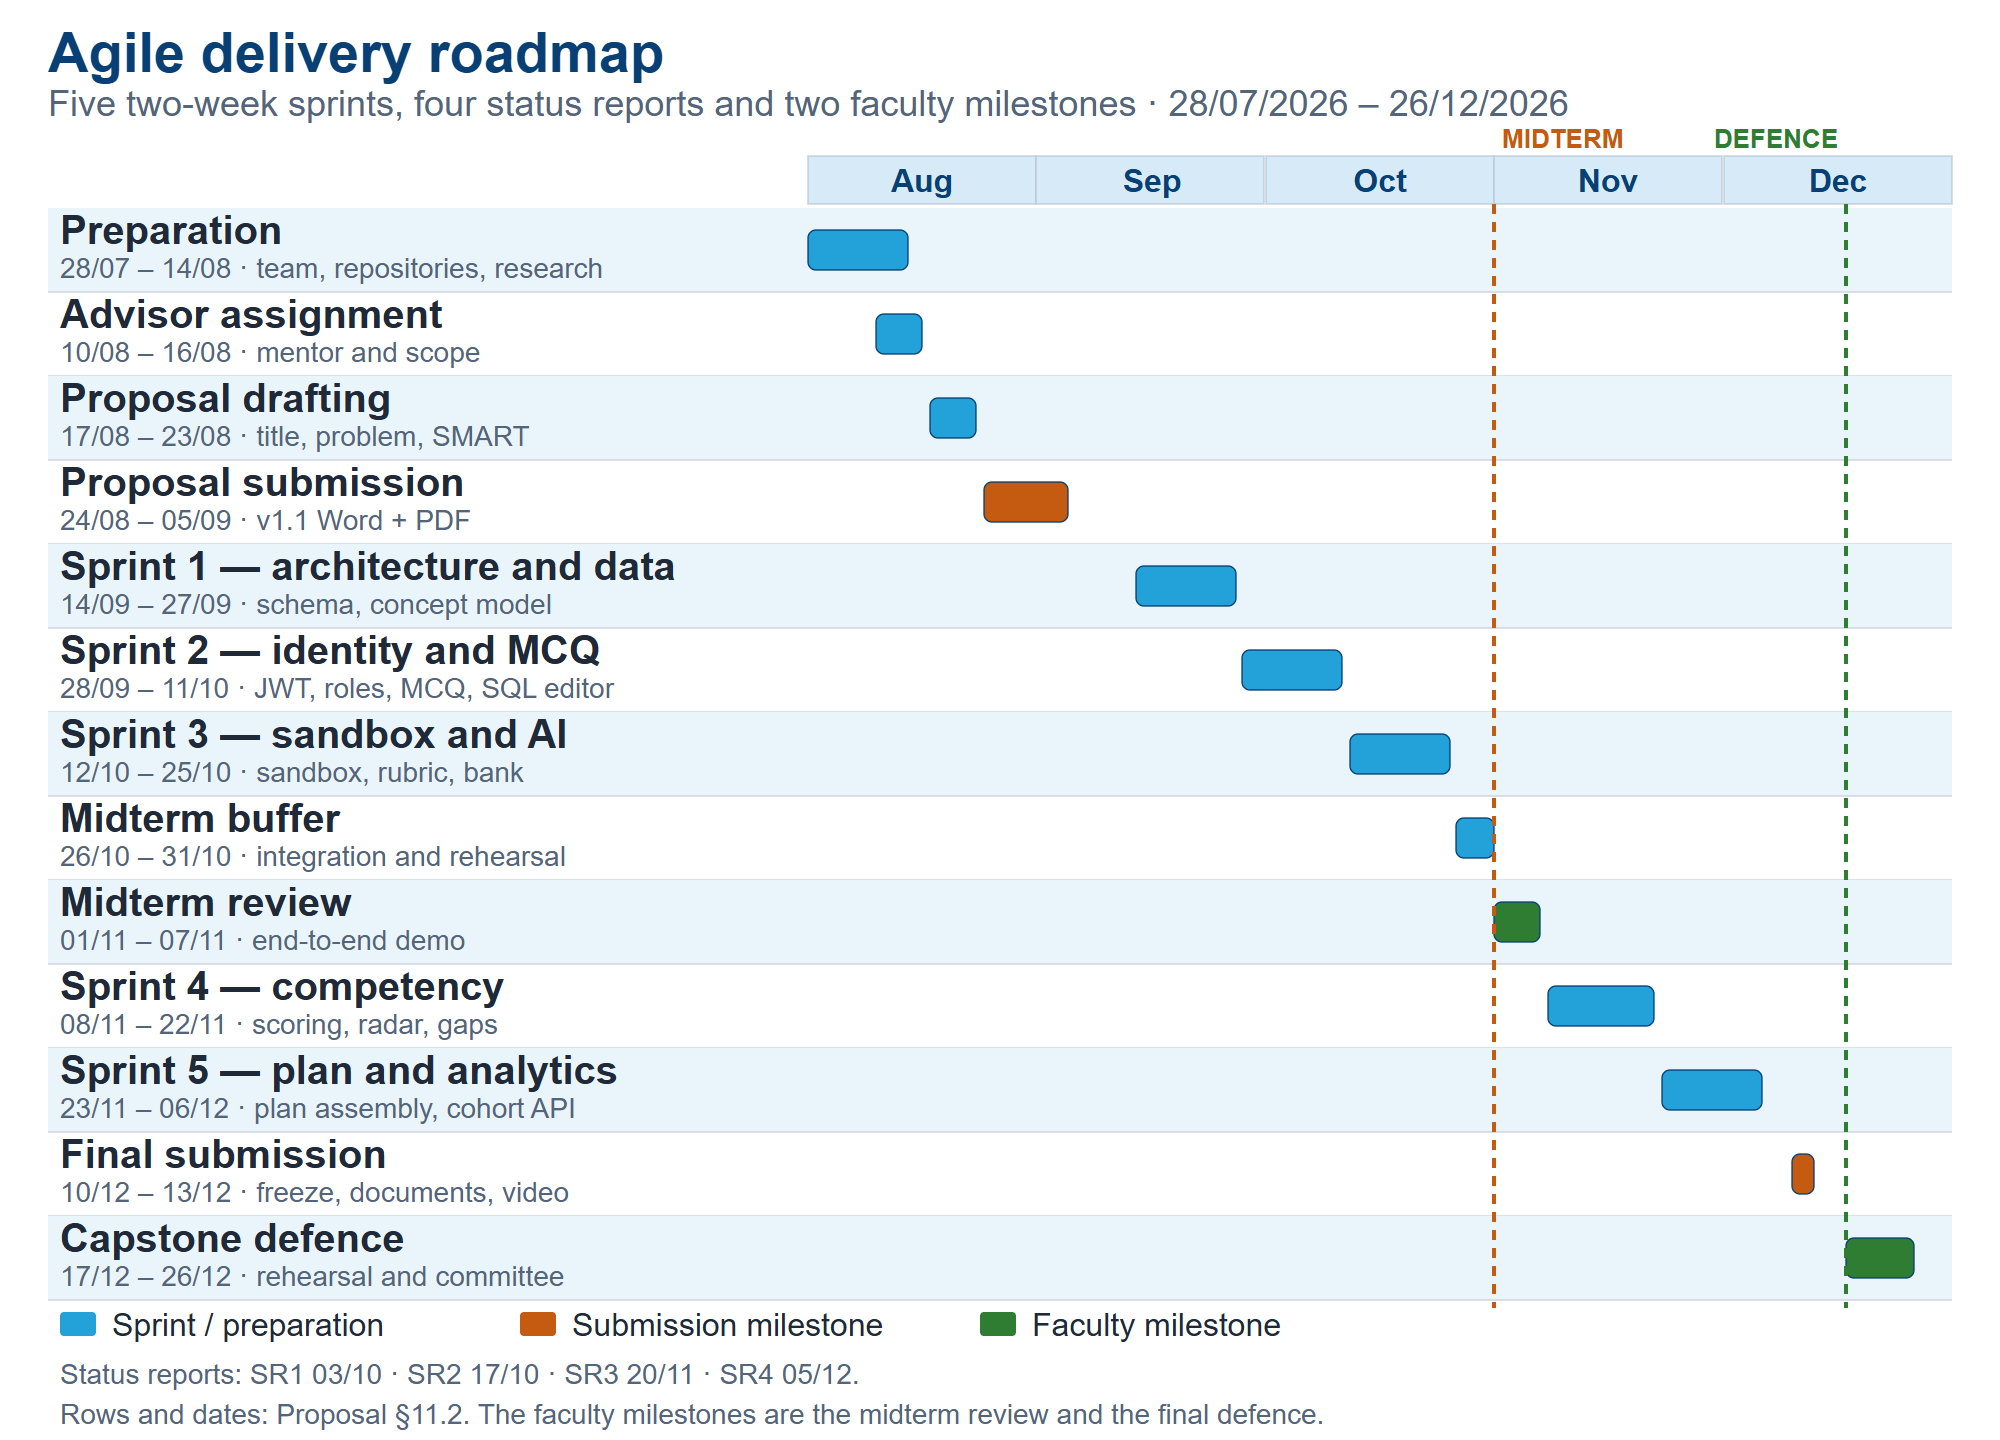 Agile delivery roadmap
Five two-week sprints, four status reports and two faculty milestones · 28/07/2026 – 26/12/2026
MIDTERM DEFENCE
Aug Sep Oct Nov Dec
Preparation
28/07 – 14/08 · team, repositories, research
Advisor assignment
10/08 – 16/08 · mentor and scope
Proposal drafting
17/08 – 23/08 · title, problem, SMART
Proposal submission
24/08 – 05/09 · v1.1 Word + PDF
Sprint 1 — architecture and data
14/09 – 27/09 · schema, concept model
Sprint 2 — identity and MCQ
28/09 – 11/10 · JWT, roles, MCQ, SQL editor
Sprint 3 — sandbox and AI
12/10 – 25/10 · sandbox, rubric, bank
Midterm buffer
26/10 – 31/10 · integration and rehearsal
Midterm review
01/11 – 07/11 · end-to-end demo
Sprint 4 — competency
08/11 – 22/11 · scoring, radar, gaps
Sprint 5 — plan and analytics
23/11 – 06/12 · plan assembly, cohort API
Final submission
10/12 – 13/12 · freeze, documents, video
Capstone defence
17/12 – 26/12 · rehearsal and committee
Sprint / preparation Submission milestone Faculty milestone
Status reports: SR1 03/10 · SR2 17/10 · SR3 20/11 · SR4 05/12.
Rows and dates: Proposal §11.2. The faculty milestones are the midterm review and the final defence.